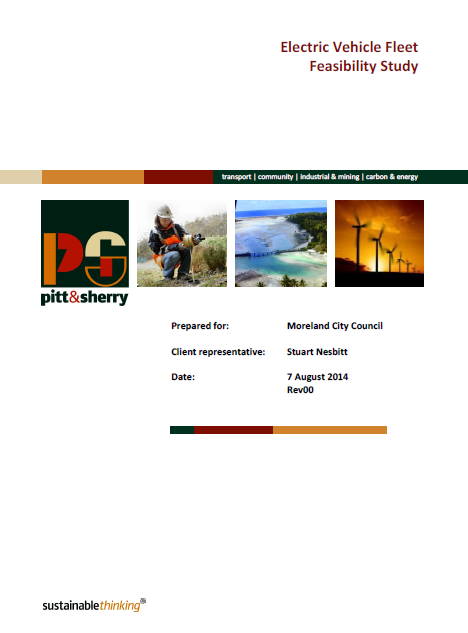 Electric Vehicle Fleet
Feasibility Study
transport | community | industrial & mining | carbon & energy
ps
pitt&sherry
Prepared for: Moreland City Council
Client representative: Stuart Nesbitt
Date: 7 August 2014
Rev00
sustainablethinking®